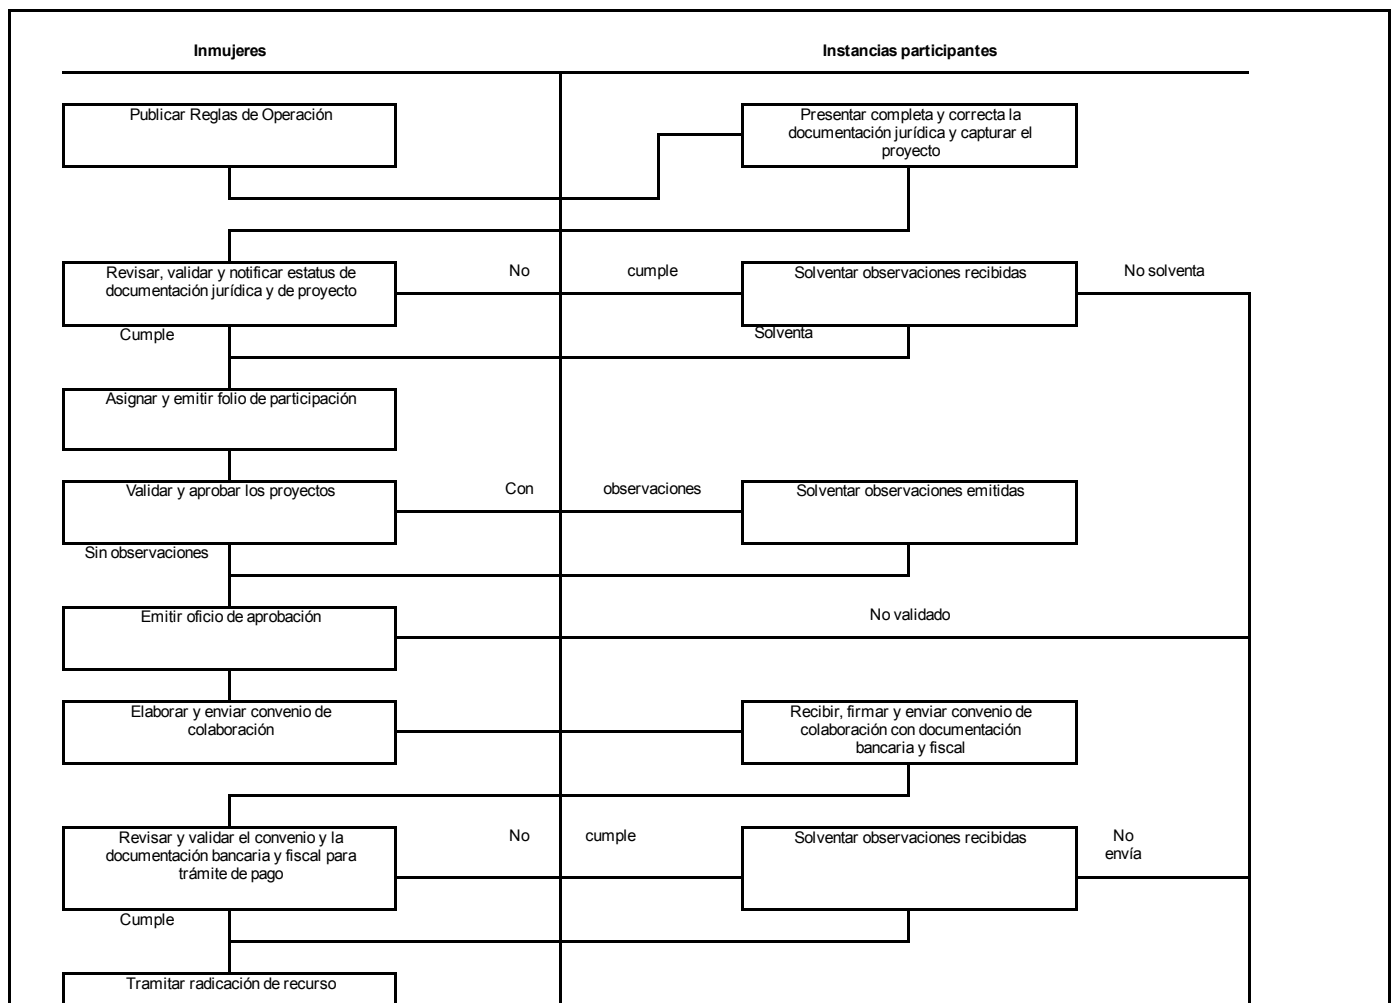 Inmujeres
Instancias participantes
Publicar Reglas de Operación
Presentar completa y correcta la
documentación jurídica y capturar el
proyecto
Revisar, validar y notificar estatus de
documentación jurídica y de proyecto
No cumple
Solventar observaciones recibidas
No solventa
Cumple
Solventa
Asignar y emitir folio de participación
Validar y aprobar los proyectos
Con observaciones
Solventar observaciones emitidas
Sin observaciones
Emitir oficio de aprobación
No validado
Elaborar y enviar convenio de
colaboración
Recibir, firmar y enviar convenio de
colaboración con documentación
bancaria y fiscal
Revisar y validar el convenio y la
documentación bancaria y fiscal para
trámite de pago
No cumple
Solventar observaciones recibidas
No
envía
Cumple
Tramitar radicación de recurso